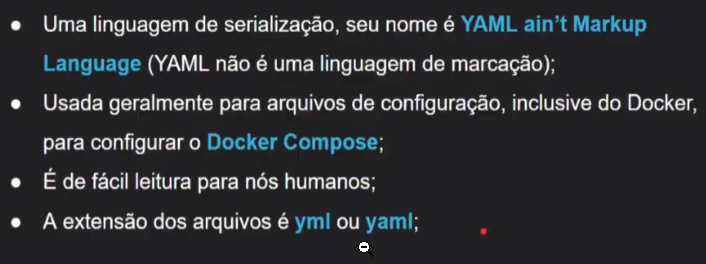 ● Uma linguagem de serialização, seu nome é YAML ain't Markup
Language (YAML não é uma linguagem de marcação);
● Usada geralmente para arquivos de configuração, inclusive do Docker,
para configurar o Docker Compose;
● É de fácil leitura para nós humanos;
● A extensão dos arquivos é yml ou yaml;